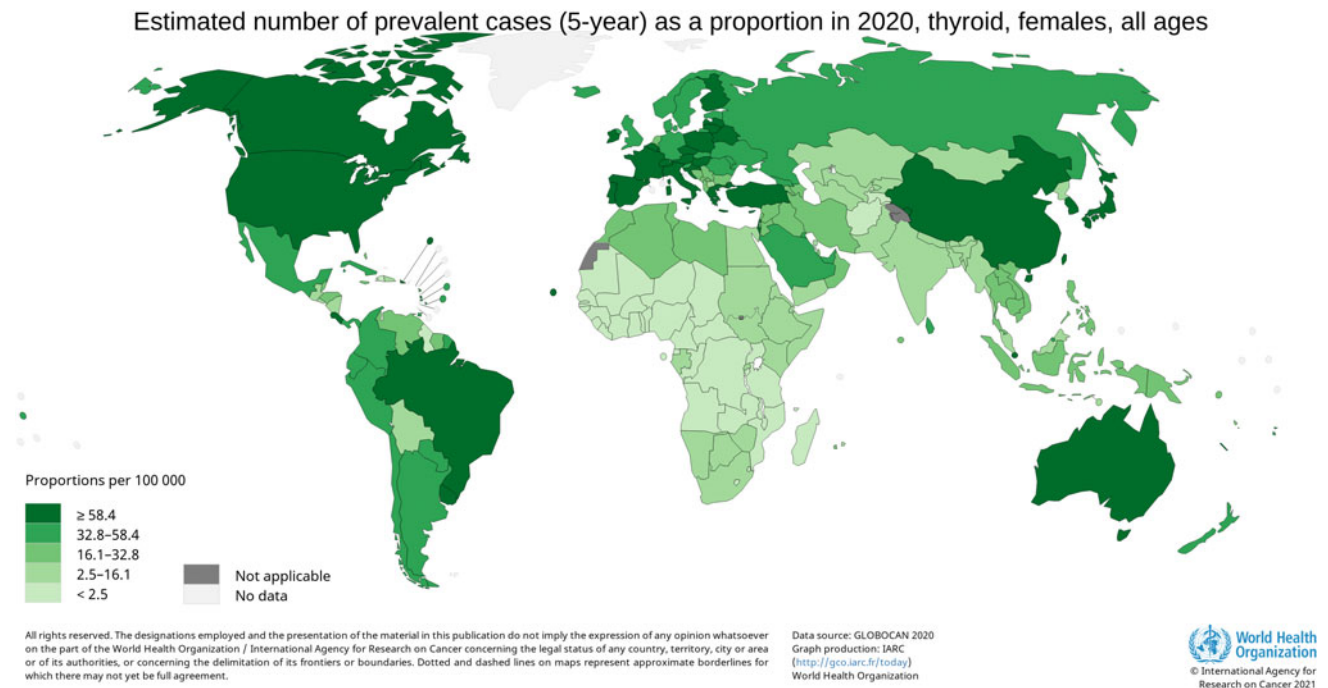 Estimated number of prevalent cases (5-year) as a proportion in 2020, thyroid, females, all ages
Proportions per 100 000
≥ 58.4
32.8–58.4
16.1–32.8
2.5–16.1
< 2.5
Not applicable
No data
All rights reserved. The designations employed and the presentation of the material in this publication do not imply the expression of any opinion whatsoever
on the part of the World Health Organization / International Agency for Research on Cancer concerning the legal status of any country, territory, city or area
or of its authorities, or concerning the delimitation of its frontiers or boundaries. Dotted and dashed lines on maps represent approximate borderlines for
which there may not yet be full agreement.
Data source: GLOBOCAN 2020
Graph production: IARC
(http://gco.iarc.fr/today)
World Health Organization
World Health
Organization
© International Agency for
Research on Cancer 2021